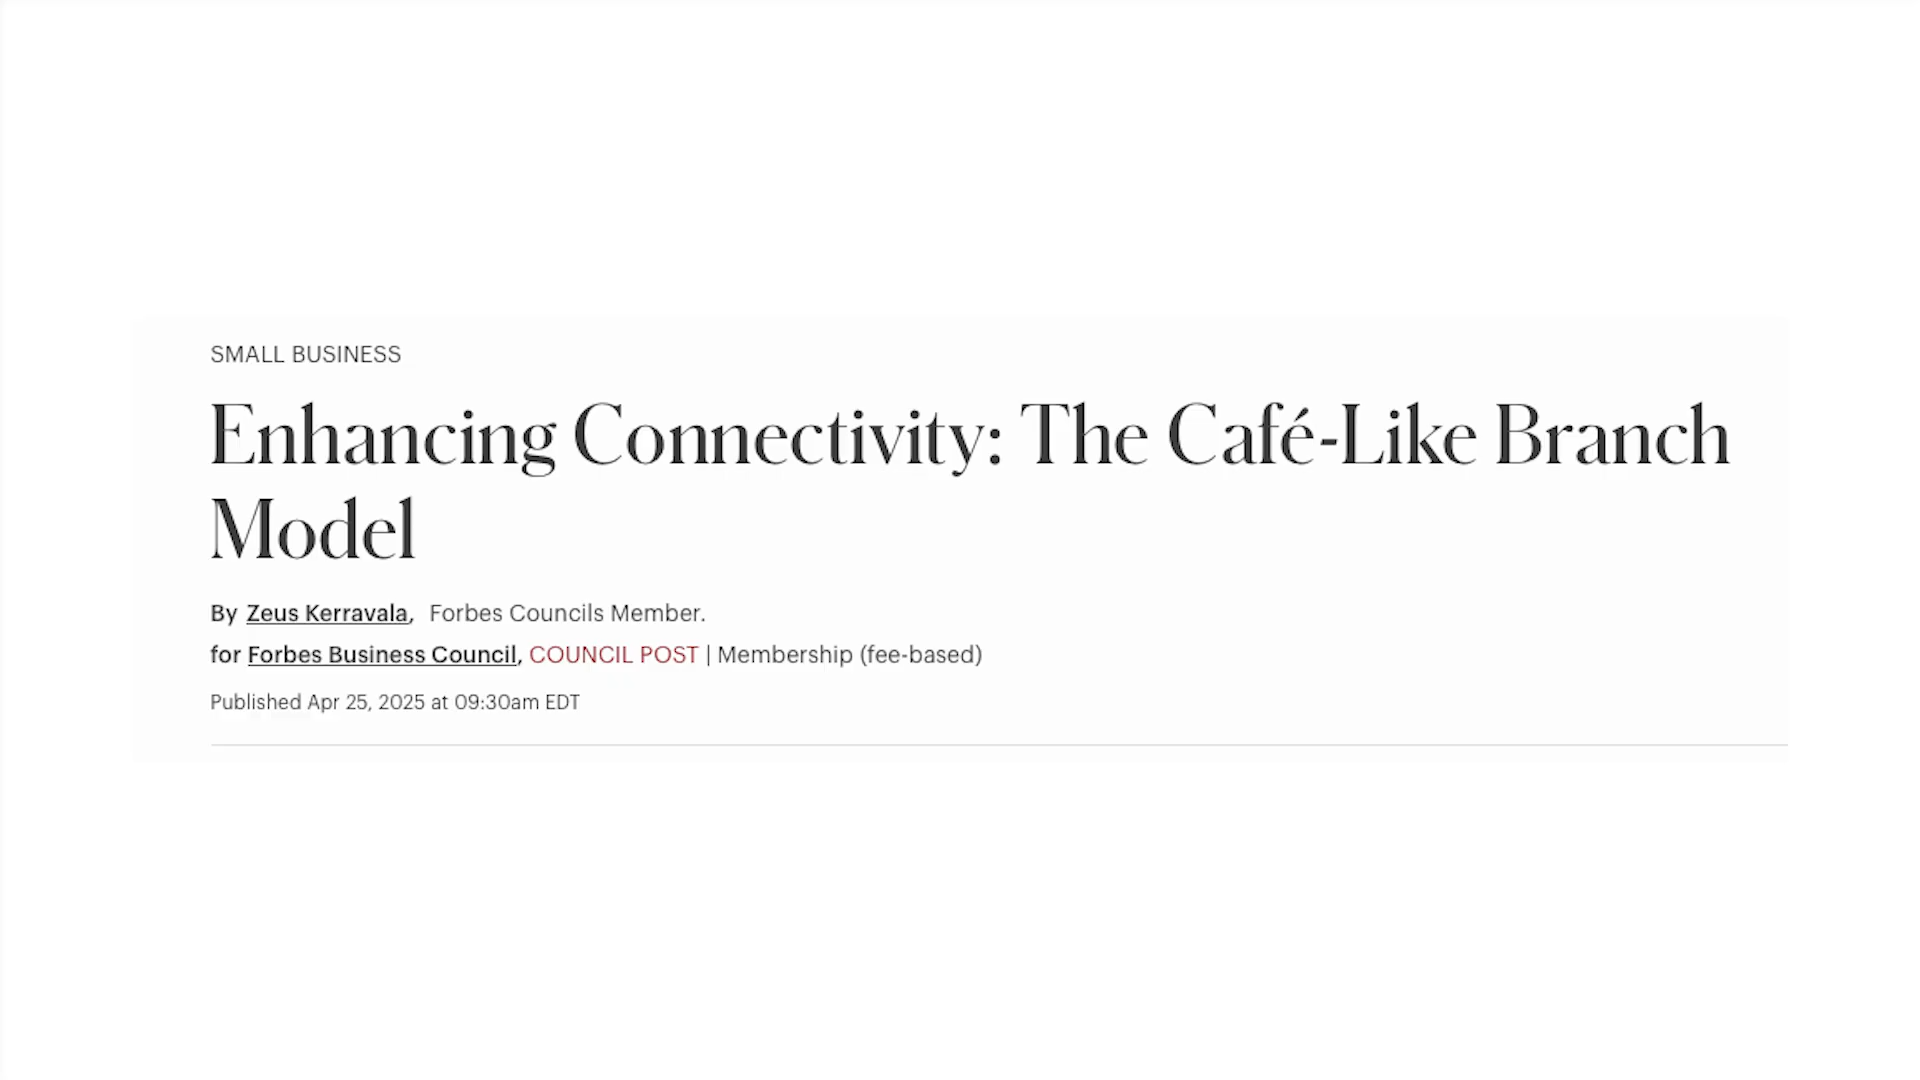 SMALL BUSINESS
Enhancing Connectivity: The Café-Like Branch
Model
By Zeus Kerravala, Forbes Councils Member.
for Forbes Business Council, COUNCIL POST | Membership (fee-based)
Published Apr 25, 2025 at 09:30am EDT